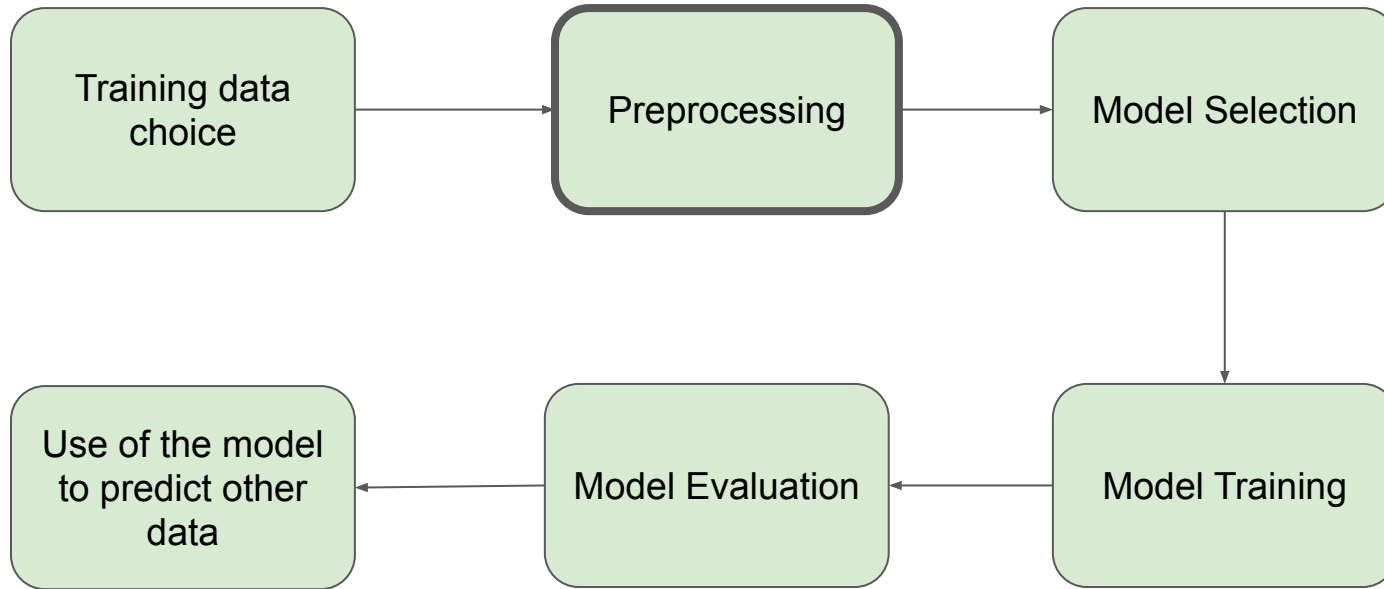 Training data
choice
Preprocessing
Model Selection
Use of the model
to predict other
data
Model Evaluation
Model Training